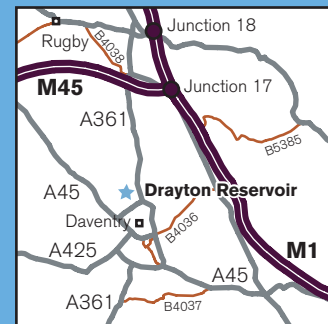 Junction 18
Rugby
B4038
Junction 17
M45
A361
B5385
A45
Drayton Reservoir
Daventry
B4036
M1
A425
A45
A361
B4037